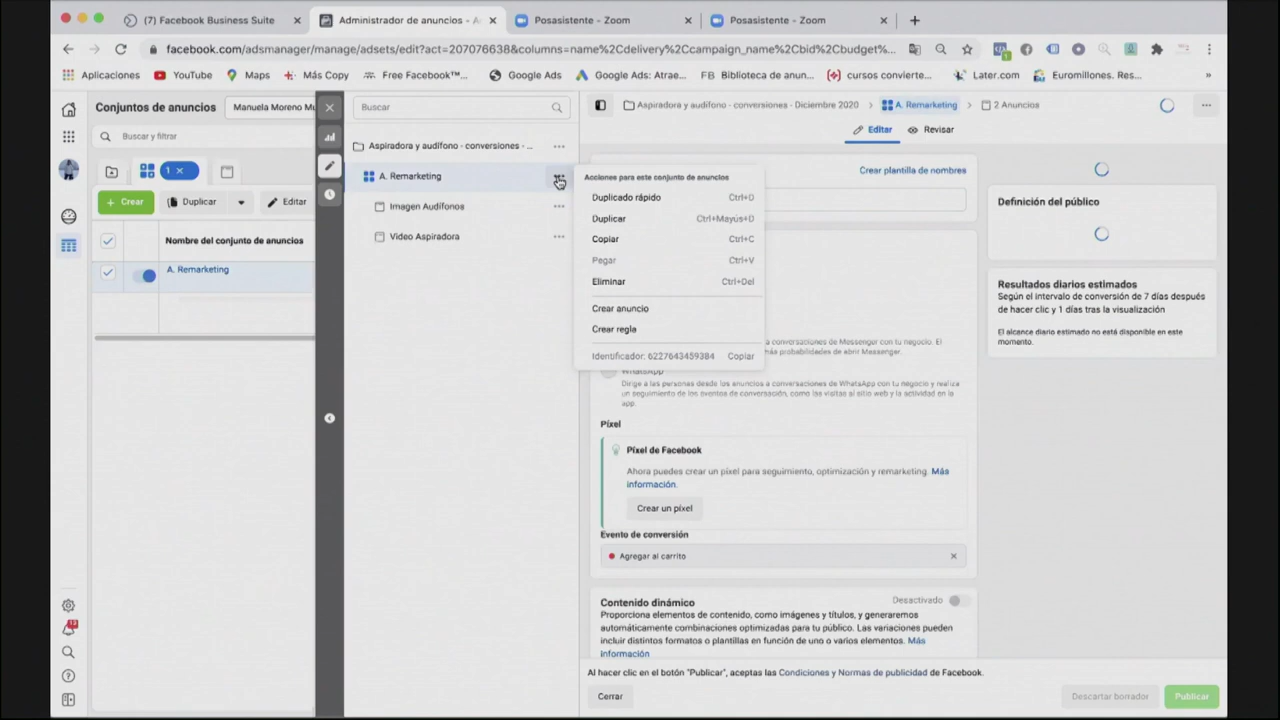 (7) Facebook Business Suite
Administrador de anuncios - A
Posasistente - Zoom
Posasistente - Zoom
facebook.com/adsmanager/manage/adsets/edit?act=207076638&columns=name%2Cdelivery%2Ccampaign_name%2Cbid%2Cbudget%...
Aplicaciones
YouTube
Maps
Más Copy
Free Facebook™...
Google Ads
Google Ads: Atrae...
FB Biblioteca de anun...
cursos convierte...
Later.com
Euromillones. Res...
»
Conjuntos de anuncios
Manuela Moreno Mu
Buscar
Aspiradora y audífono - conversiones - Diciembre 2020
A. Remarketing
2 Anuncios
Buscar y filtrar
Editar
Revisar
Aspiradora y audífono - conversiones - ...
1
A. Remarketing
Acciones para este conjunto de anuncios
Crear plantilla de nombres
+ Crear
Duplicar
Editar
Imagen Audífonos
Video Aspiradora
Duplicado rápido Ctrl+D
Duplicar Ctrl+Mayús+D
Copiar Ctrl+C
Pegar Ctrl+V
Eliminar Ctrl+Del
Crear anuncio
Crear regla
Identificador: 6227643459384 Copiar
Definición del público
Nombre del conjunto de anuncios
A. Remarketing
Resultados diarios estimados
Según el intervalo de conversión de 7 días después
de hacer clic y 1 días tras la visualización
El alcance diario estimado no está disponible en este
momento.
a conversaciones de Messenger con tu negocio. El
más probabilidades de abrir Messenger.
WhatsApp
Dirige a las personas desde los anuncios a conversaciones de WhatsApp con tu negocio y realiza
un seguimiento de los eventos de conversación, como las visitas al sitio web y la actividad en la
app.
Píxel
Píxel de Facebook
Ahora puedes crear un píxel para seguimiento, optimización y remarketing. Más
información.
Crear un píxel
Evento de conversión
Agregar al carrito
Contenido dinámico
Desactivado
Proporciona elementos de contenido, como imágenes y títulos, y generaremos
automáticamente combinaciones optimizadas para tu público. Las variaciones pueden
incluir distintos formatos o plantillas en función de uno o varios elementos. Más
información
Al hacer clic en el botón "Publicar", aceptas las Condiciones y Normas de publicidad de Facebook.
Cerrar
Descartar borrador
Publicar